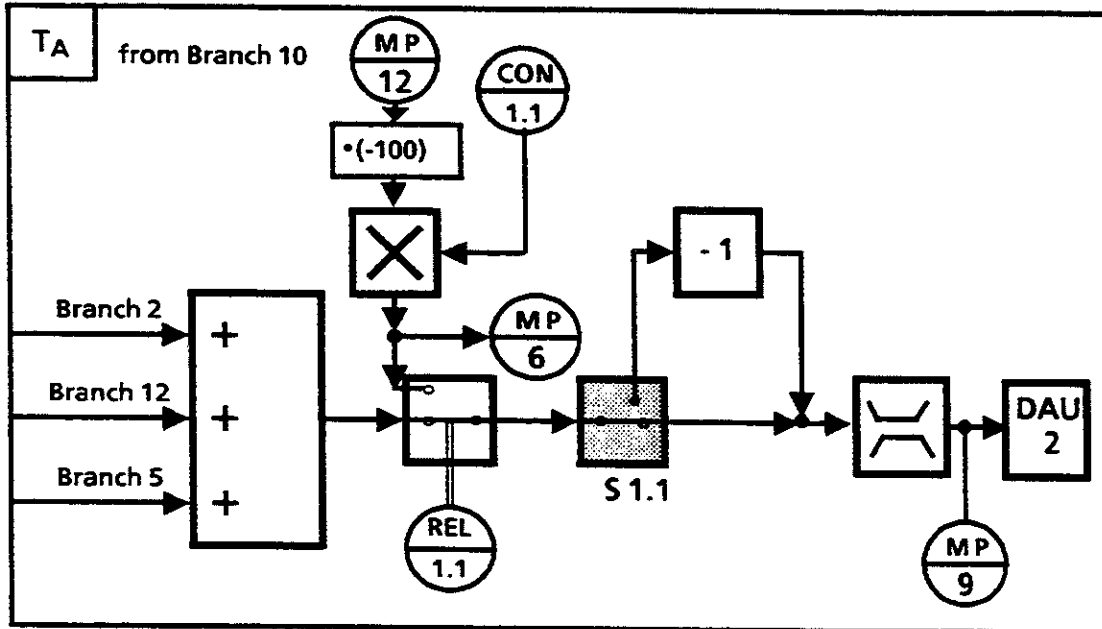 TA
from Branch 10
MP
12
CON
1.1
•(-100)
- 1
Branch 2
+
MP
6
Branch 12
+
DAU
2
Branch 5
+
S 1.1
REL
1.1
MP
9